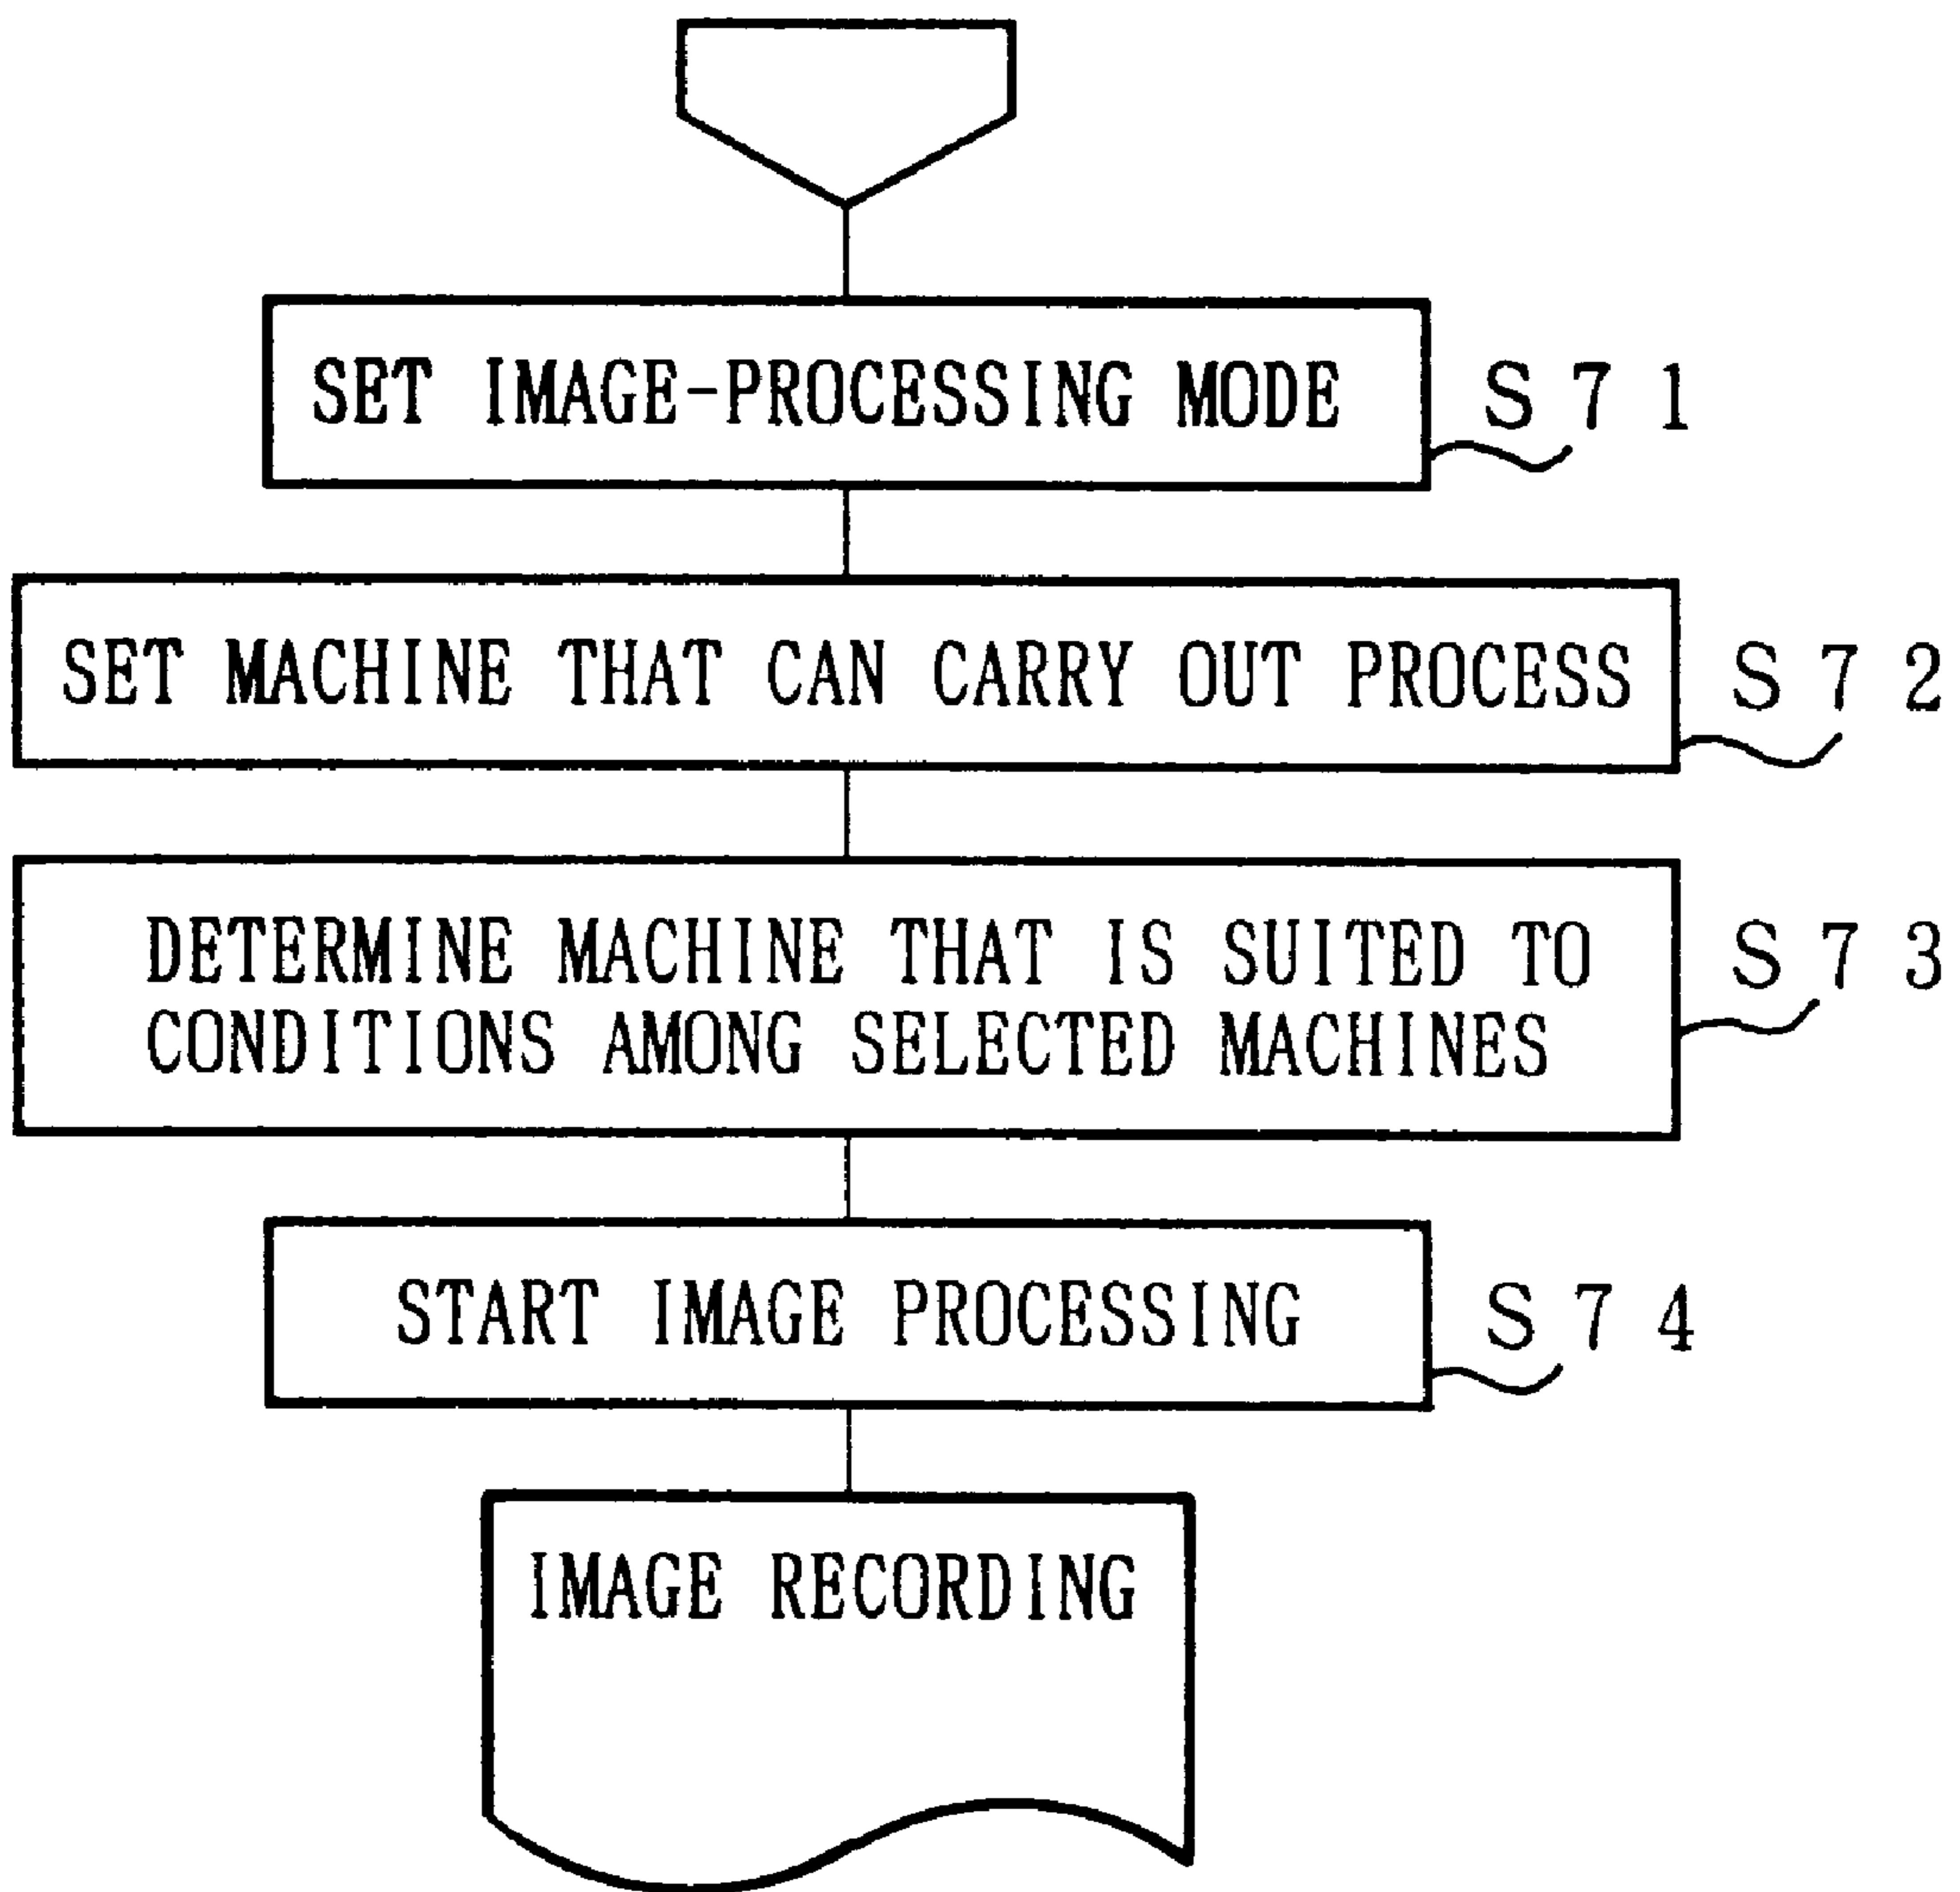 SET IMAGE-PROCESSING MODE
S71
SET MACHINE THAT CAN CARRY OUT PROCESS
S72
DETERMINE MACHINE THAT IS SUITED TO
CONDITIONS AMONG SELECTED MACHINES
S73
START IMAGE PROCESSING
S74
IMAGE RECORDING